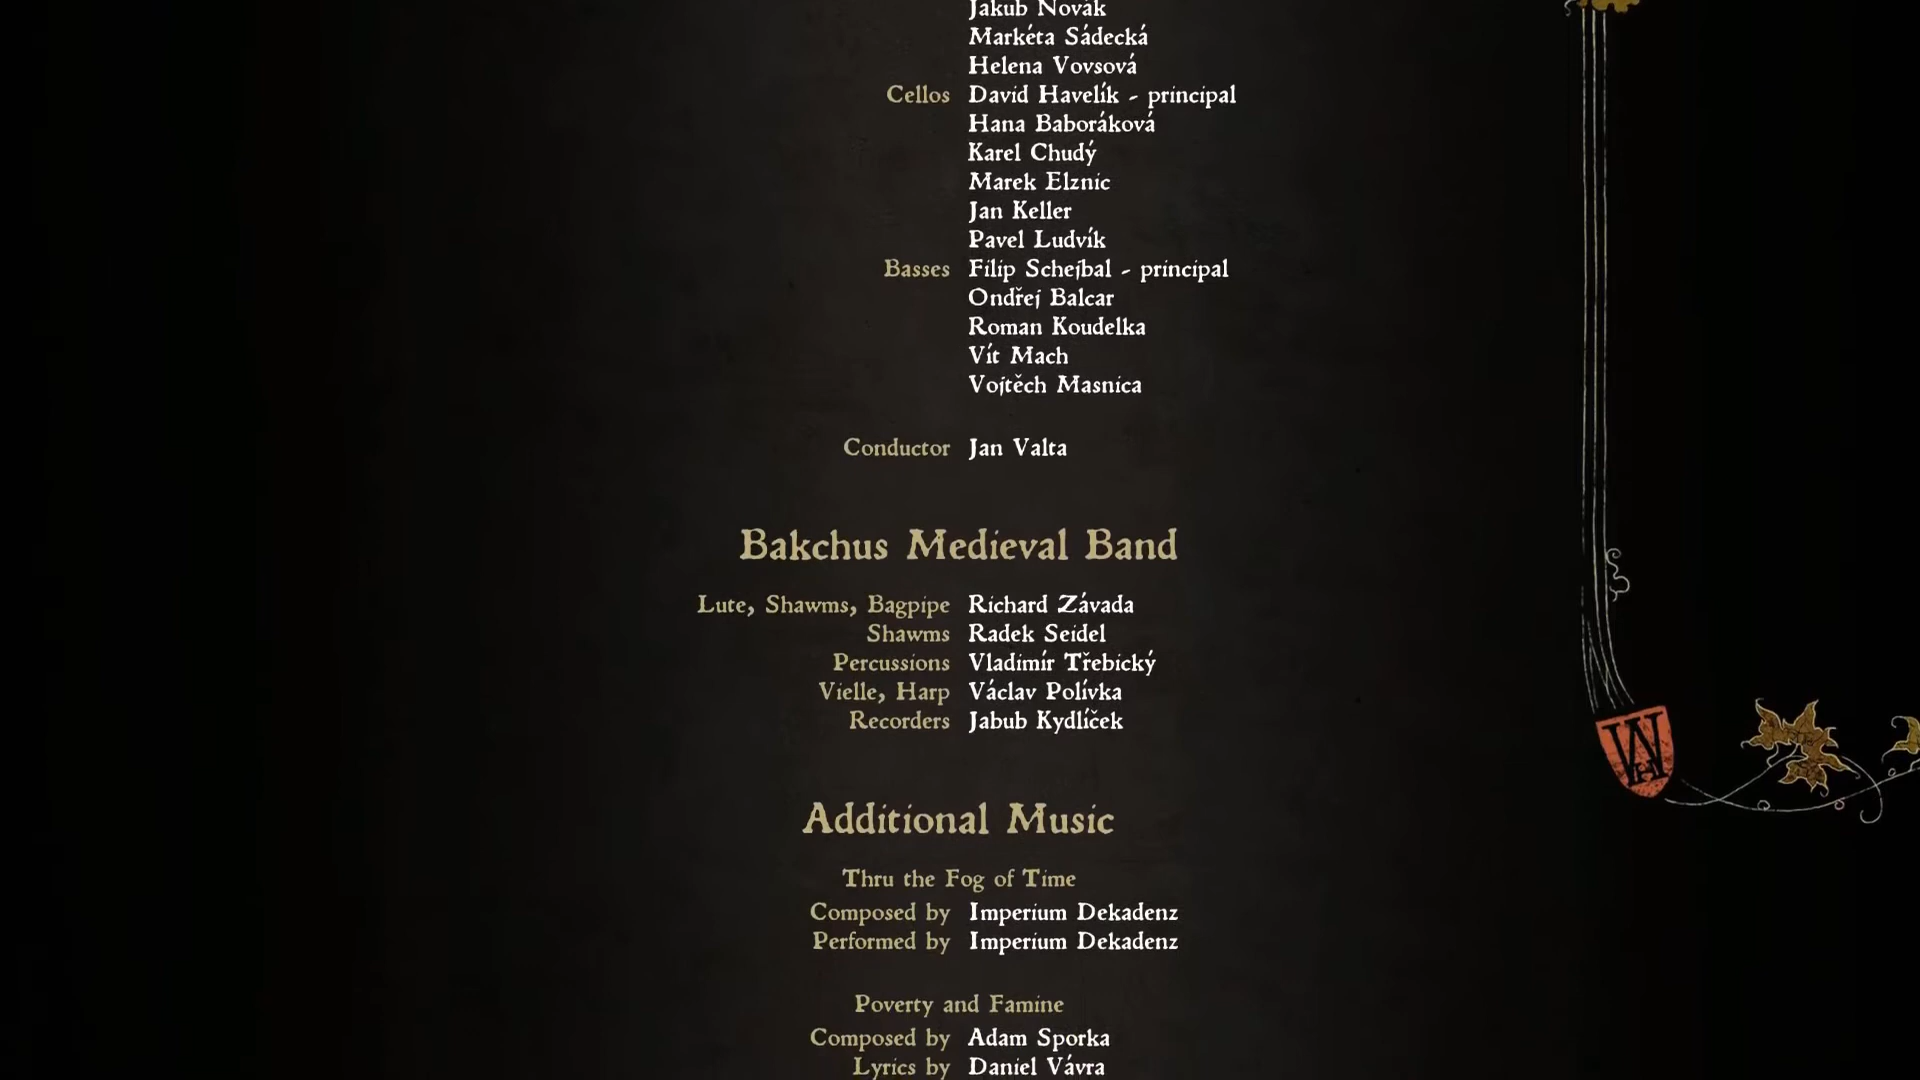 Jakub Novák
Markéta Sádecká
Helena Vovsová
Cellos David Havelík - principal
Hana Baboráková
Karel Chudý
Marek Elznic
Jan Keller
Pavel Ludvík
Basses Filip Schejbal - principal
Ondřej Balcar
Roman Koudelka
Vít Mach
Vojtěch Masnica
Conductor Jan Valta
Bakchus Medieval Band
Lute, Shawms, Bagpipe Richard Závada
Shawms Radek Seidel
Percussions Vladimír Třebický
Vielle, Harp Václav Polívka
Recorders Jabub Kydlíček
Additional Music
Thru the Fog of Time
Composed by Imperium Dekadenz
Performed by Imperium Dekadenz
Poverty and Famine
Composed by Adam Sporka
Lyrics by Daniel Vávra
WH